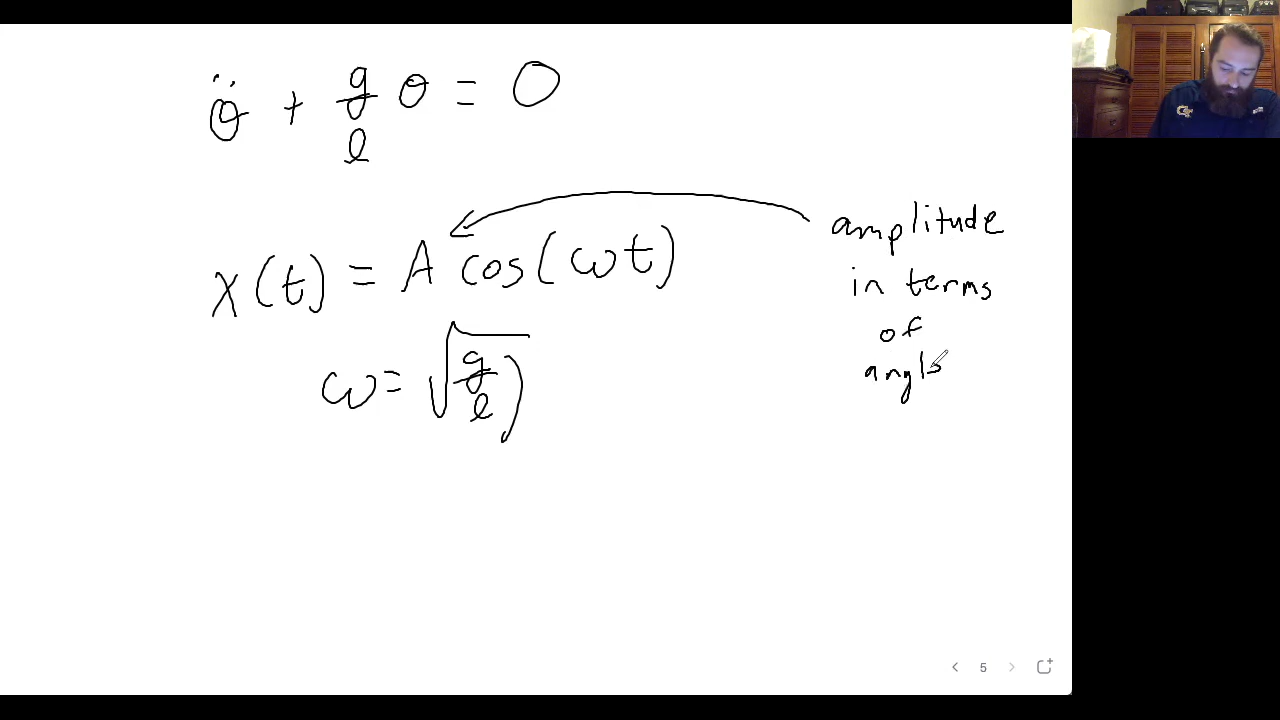 θ̈ + g/l θ = 0
x(t) = A cos(ωt)
ω = √(g/l)
amplitude
in terms
of
angle
5